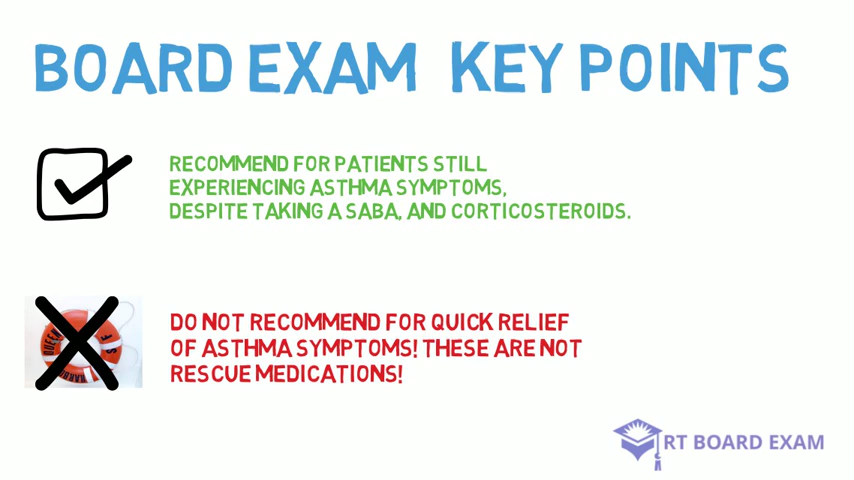 BOARD EXAM KEY POINTS
RECOMMEND FOR PATIENTS STILL
EXPERIENCING ASTHMA SYMPTOMS,
DESPITE TAKING A SABA, AND CORTICOSTEROIDS.
DO NOT RECOMMEND FOR QUICK RELIEF
OF ASTHMA SYMPTOMS! THESE ARE NOT
RESCUE MEDICATIONS!
RT BOARD EXAM